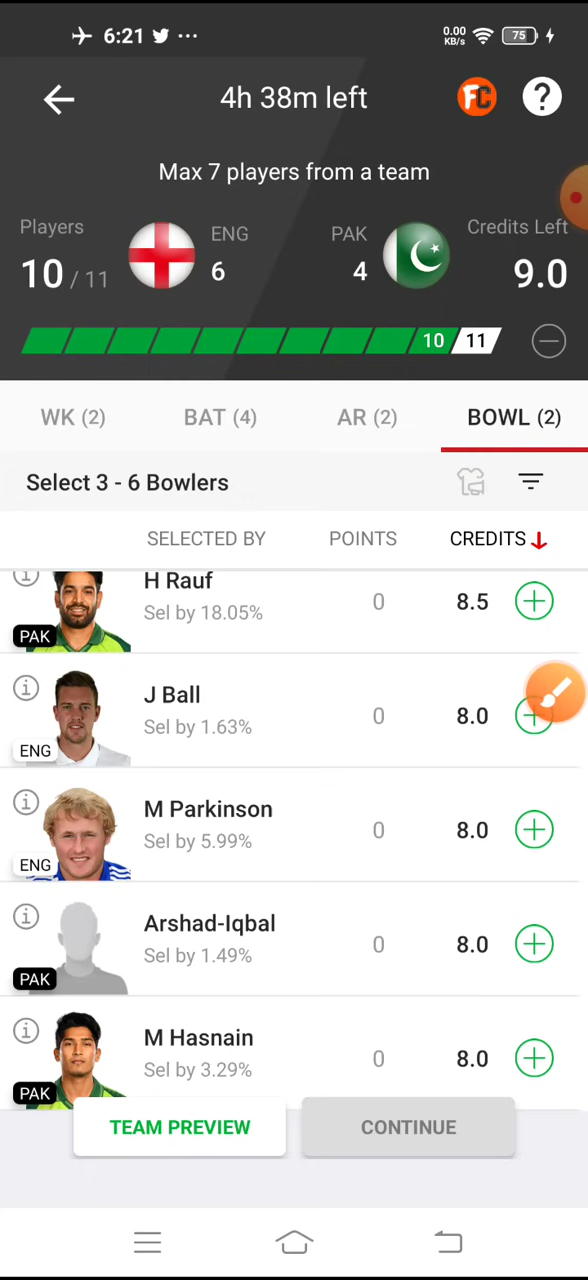 6:21 0.00 KB/s 75
4h 38m left FC ?
Max 7 players from a team
Players ENG PAK Credits Left
10 / 11 6 4 9.0
10 11
WK (2) BAT (4) AR (2) BOWL (2)
Select 3 - 6 Bowlers
SELECTED BY POINTS CREDITS
H Rauf
Sel by 18.05% 0 8.5
PAK
J Ball
Sel by 1.63% 0 8.0
ENG
M Parkinson
Sel by 5.99% 0 8.0
ENG
Arshad-Iqbal
Sel by 1.49% 0 8.0
PAK
M Hasnain
Sel by 3.29% 0 8.0
PAK
TEAM PREVIEW CONTINUE